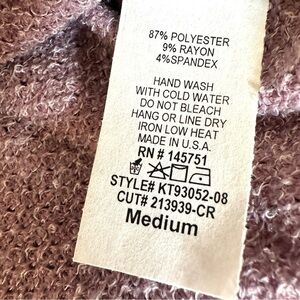 87% POLYESTER
9% RAYON
4%SPANDEX
HAND WASH
WITH COLD WATER
DO NOT BLEACH
HANG OR LINE DRY
IRON LOW HEAT
MADE IN U.S.A.
RN # 145751
STYLE# KT93052-08
CUT# 213939-CR
Medium